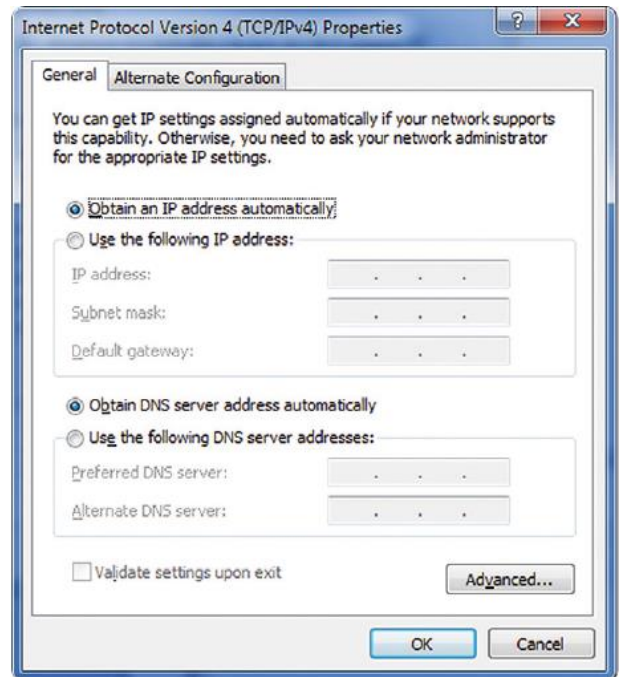 Internet Protocol Version 4 (TCP/IPv4) Properties
General Alternate Configuration
You can get IP settings assigned automatically if your network supports
this capability. Otherwise, you need to ask your network administrator
for the appropriate IP settings.
Obtain an IP address automatically
Use the following IP address:
IP address: . . .
Subnet mask: . . .
Default gateway: . . .
Obtain DNS server address automatically
Use the following DNS server addresses:
Preferred DNS server: . . .
Alternate DNS server: . . .
Validate settings upon exit
Advanced...
OK Cancel